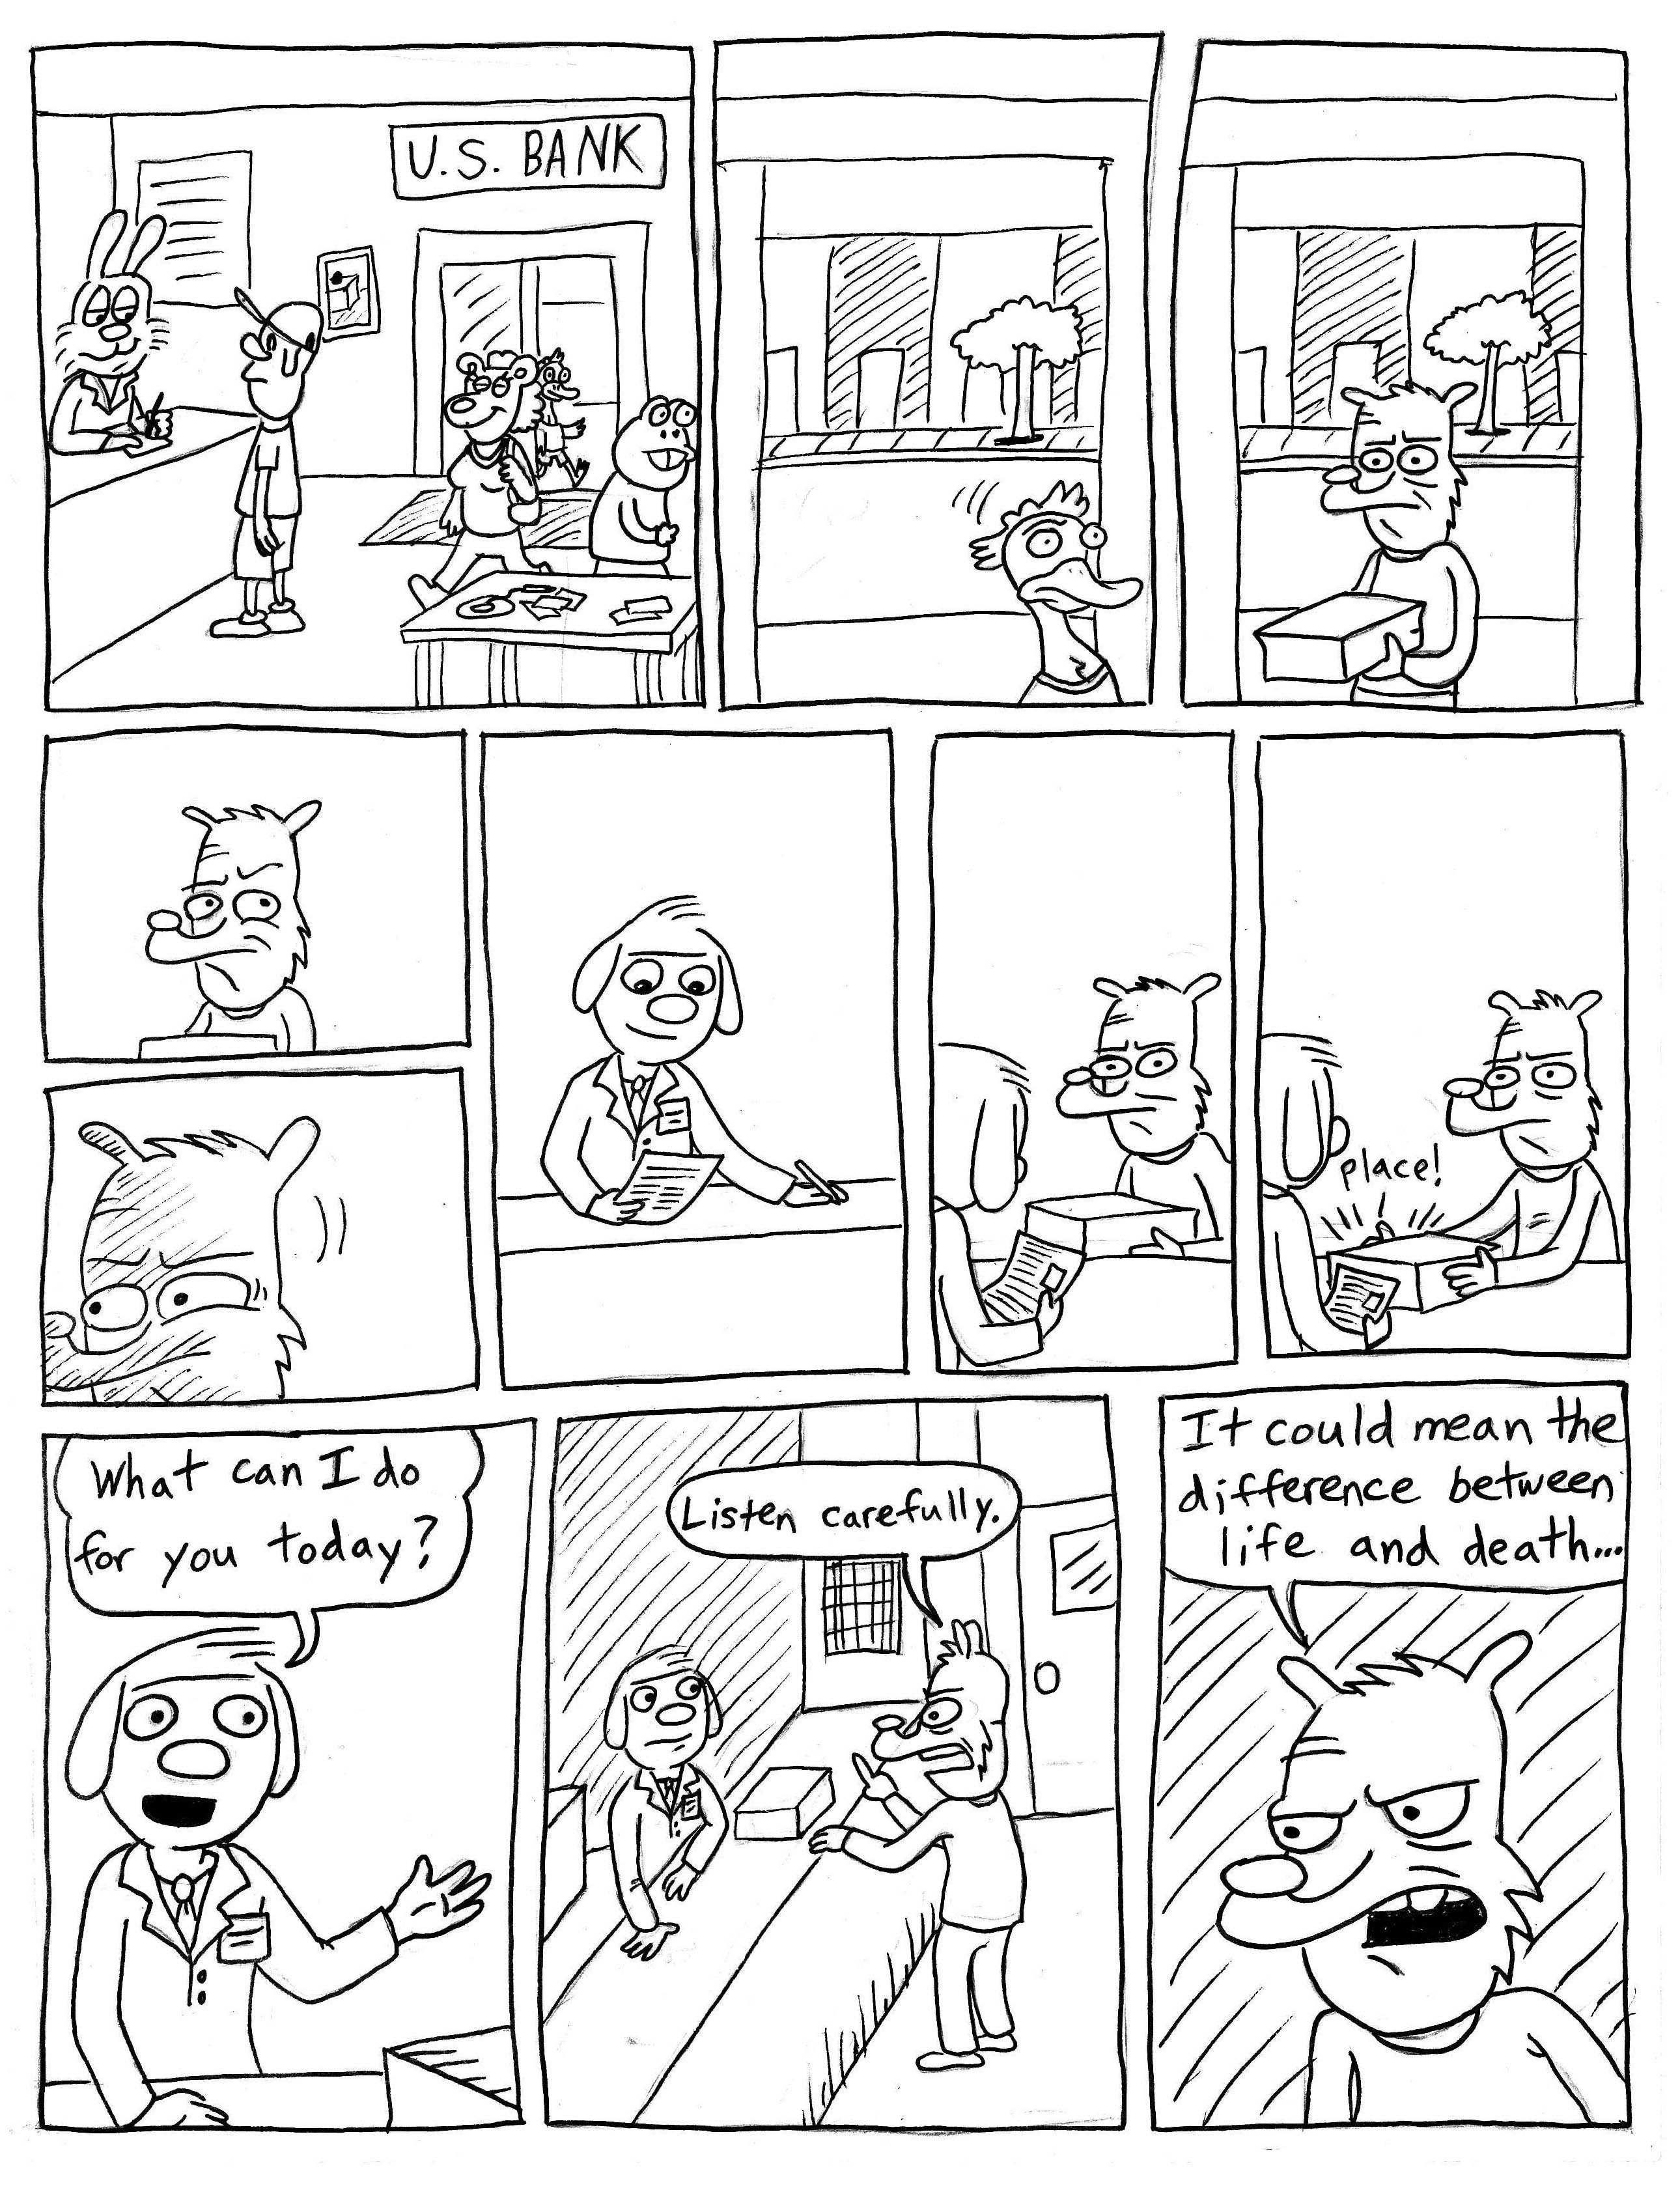 U.S. BANK
place!
What can I do
for you today?
Listen carefully.
It could mean the
difference between
life and death...